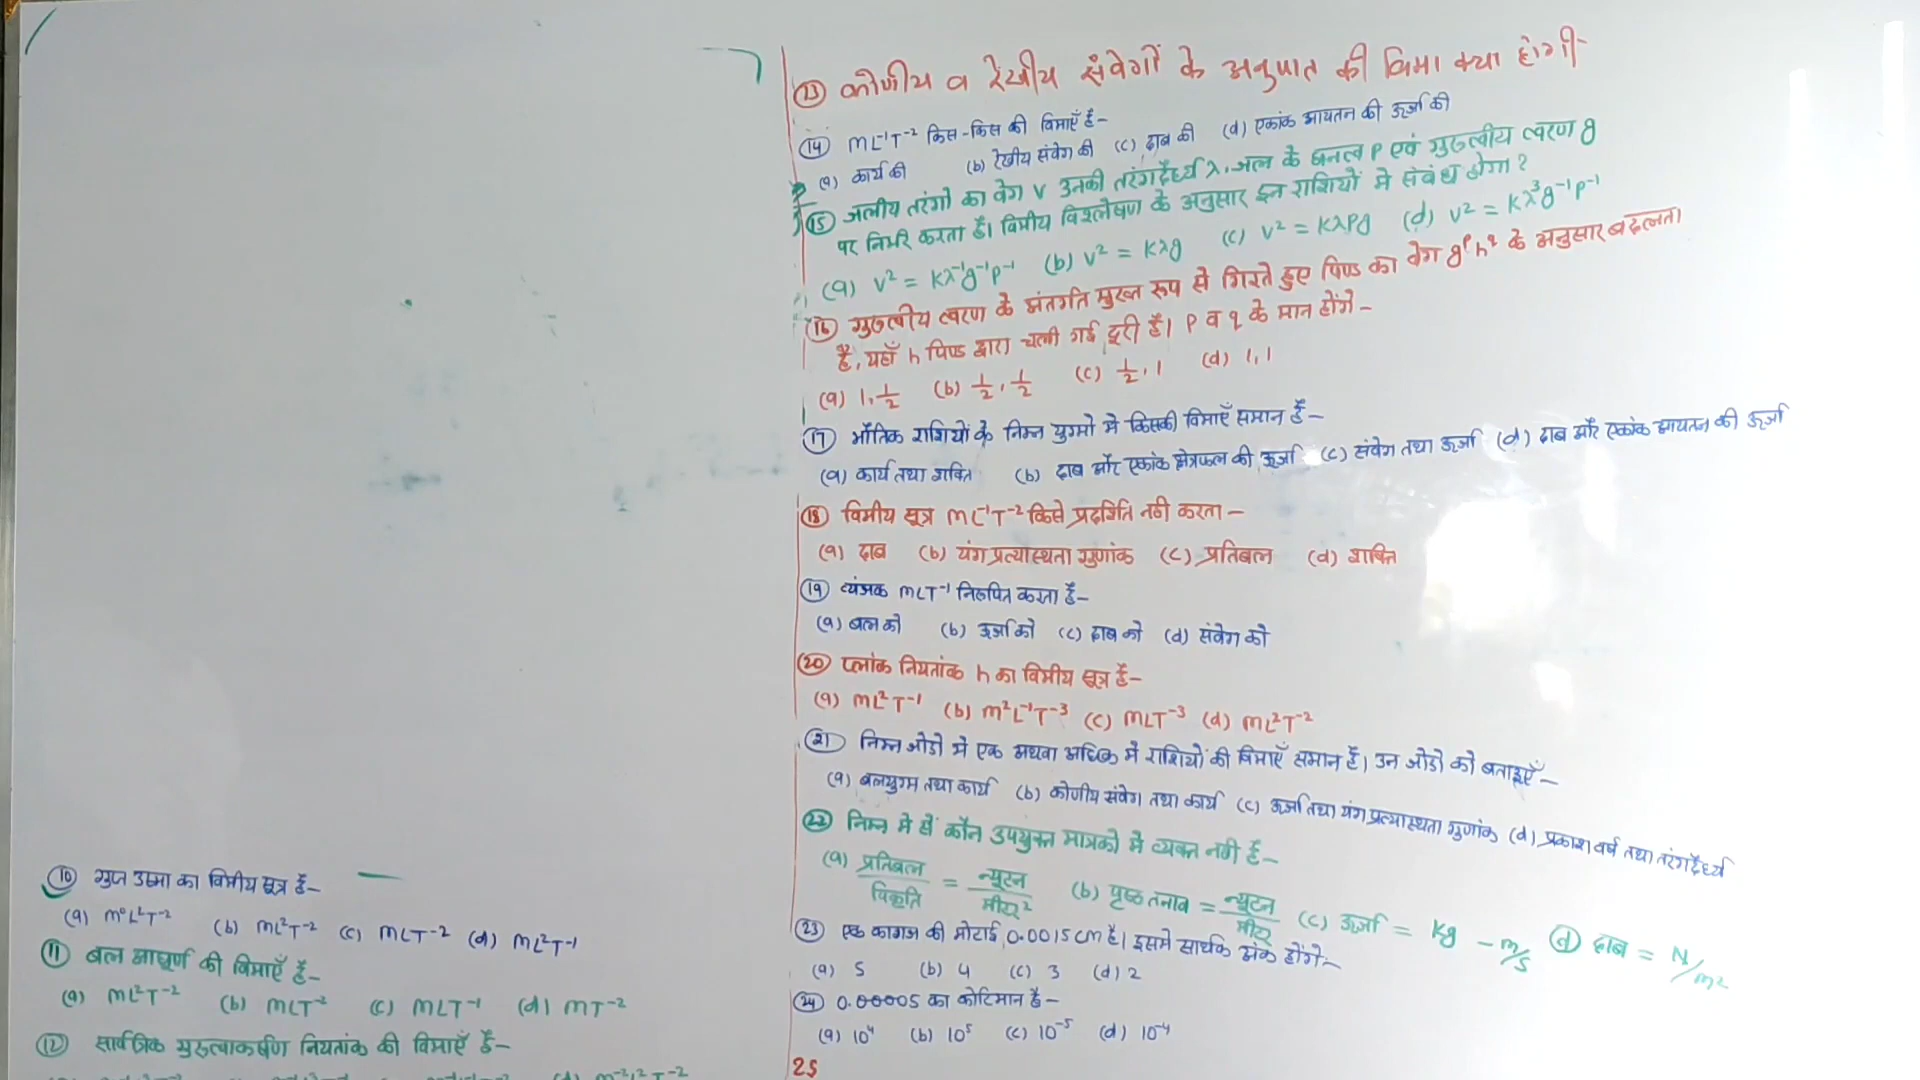 (10) गुप्त उष्मा का विमीय सूत्र है–
(a) M⁰L²T⁻² (b) ML²T⁻² (c) MLT⁻² (d) ML²T⁻¹
(11) बल आघूर्ण की विमाएँ हैं–
(a) ML²T⁻² (b) MLT⁻² (c) MLT⁻¹ (d) MT⁻²
(12) सार्वत्रिक गुरुत्वाकर्षण नियतांक की विमाएँ हैं–
(13) कोणीय व रेखीय संवेगों के अनुपात की विमा क्या होगी–
(14) ML⁻¹T⁻² किस-किस की विमाएँ हैं–
(a) कार्य की (b) रेखीय संवेग की (c) दाब की (d) एकांक आयतन की ऊर्जा की
(15) जलीय तरंगों का वेग V उनकी तरंगदैर्ध्य λ, जल के घनत्व P एवं गुरुत्वीय त्वरण g
पर निर्भर करता है। विमीय विश्लेषण के अनुसार इन राशियों में संबंध होगा?
(a) v² = Kλ⁻¹g⁻¹p⁻¹ (b) v² = Kλg (c) v² = KλPg (d) v² = Kλ³g⁻¹p⁻¹
(16) गुरुत्वीय त्वरण के अंतर्गत मुक्त रूप से गिरते हुए पिण्ड का वेग gᵖh^q के अनुसार बदलता
है, यहाँ h पिण्ड द्वारा चली गई दूरी है। P व q के मान होंगे–
(a) 1, 1/2 (b) 1/2, 1/2 (c) 1/2, 1 (d) 1, 1
(17) भौतिक राशियों के निम्न युग्मो मे किसकी विमाएँ समान हैं–
(a) कार्य तथा शक्ति (b) दाब और एकांक क्षेत्रफल की ऊर्जा (c) संवेग तथा ऊर्जा (d) दाब और एकांक आयतन की ऊर्जा
(18) विमीय सूत्र ML⁻¹T⁻² किसे प्रदर्शित नही करता–
(a) दाब (b) यंग प्रत्यास्थता गुणांक (c) प्रतिबल (d) शक्ति
(19) व्यंजक MLT⁻¹ निरूपित करता है–
(a) बल को (b) ऊर्जा को (c) दाब को (d) संवेग को
(20) प्लांक नियतांक h का विमीय सूत्र है–
(a) ML²T⁻¹ (b) M²L⁻¹T⁻³ (c) MLT⁻³ (d) ML²T⁻²
(21) निम्न जोडो मे एक अथवा अधिक में राशियों की विमाएँ समान हैं। उन जोडो को बताइएँ–
(a) बलयुग्म तथा कार्य (b) कोणीय संवेग तथा कार्य (c) ऊर्जा तथा यंग प्रत्यास्थता गुणांक (d) प्रकाश वर्ष तथा तरंगदैर्ध्य
(22) निम्न मे से कौन उपयुक्त मात्रको मे व्यक्त नही है–
(a) प्रतिबल/विकृति = न्यूटन/मीटर² (b) पृष्ठ तनाव = न्यूटन/मीटर (c) ऊर्जा = Kg – m/s (d) दाब = N/m²
(23) एक कागज की मोटाई 0.0015cm है। इसमे सार्थक अंक होंगे–
(a) 5 (b) 4 (c) 3 (d) 2
(24) 0.00005 का कोटिमान है–
(a) 10⁴ (b) 10⁵ (c) 10⁻⁵ (d) 10⁻⁴
25